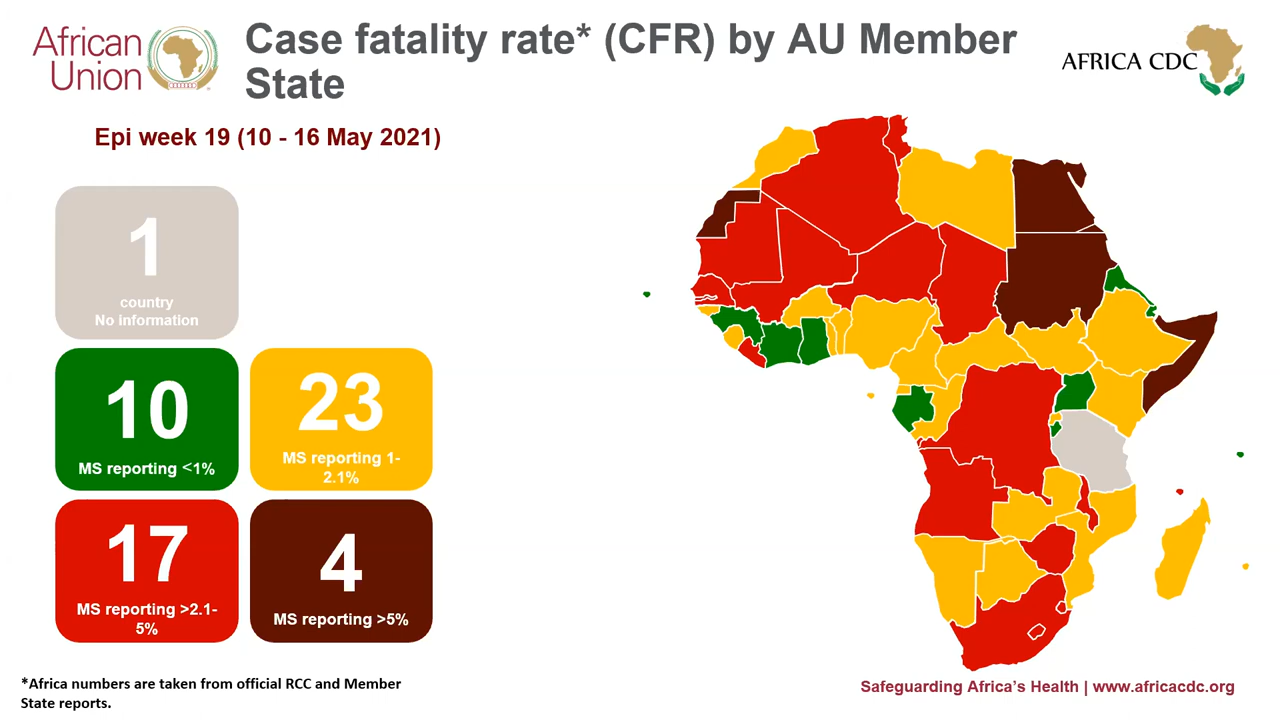 African
Union
Case fatality rate* (CFR) by AU Member
State
AFRICA CDC
Epi week 19 (10 - 16 May 2021)
1
country
No information
10
MS reporting <1%
23
MS reporting 1-
2.1%
17
MS reporting >2.1-
5%
4
MS reporting >5%
*Africa numbers are taken from official RCC and Member
State reports.
Safeguarding Africa's Health | www.africacdc.org